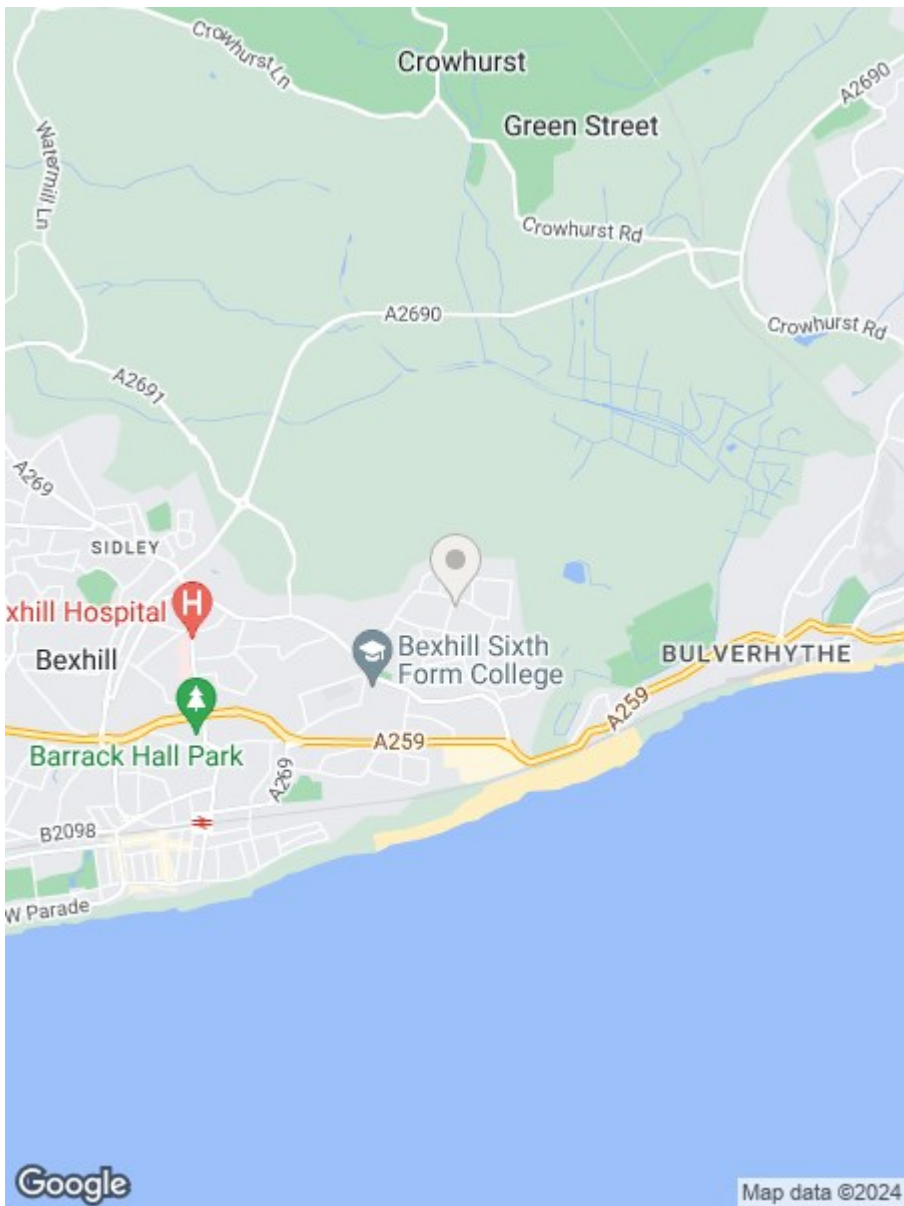 Crowhurst Ln
Crowhurst
A2690
Green Street
Watermill Ln
Crowhurst Rd
A2690
Crowhurst Rd
A2691
A269
SIDLEY
xhill Hospital
H
Bexhill
Bexhill Sixth
Form College
BULVERHYTHE
A259
Barrack Hall Park
A259
A269
B2098
W Parade
Google
Map data ©2024